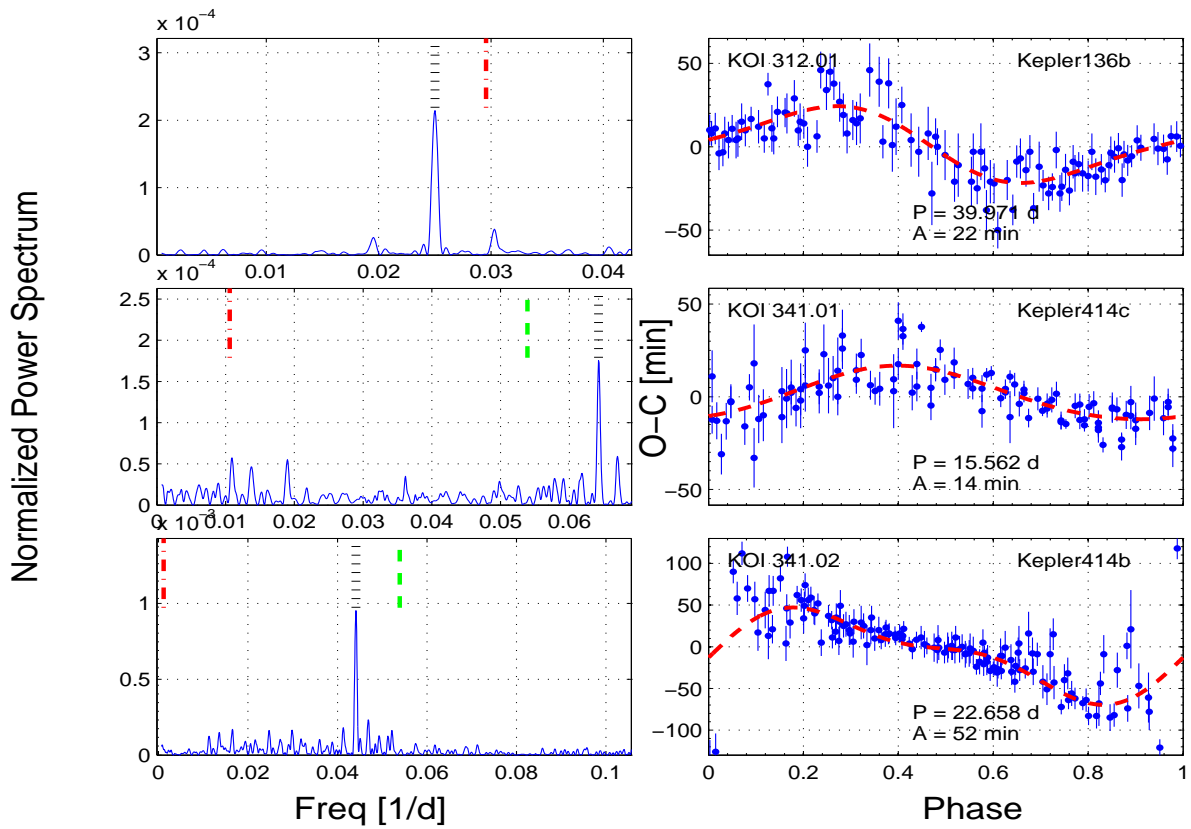 Normalized Power Spectrum
x 10−4
3
2
1
0
0.01 0.02 0.03 0.04
50
0
−50
KOI 312.01 Kepler136b
P = 39.971 d
A = 22 min
x 10−4
2.5
2
1.5
1
0.5
0
0.01 0.02 0.03 0.04 0.05 0.06
O−C [min]
50
0
−50
KOI 341.01 Kepler414c
P = 15.562 d
A = 14 min
x 10−3
1
0.5
0
0 0.02 0.04 0.06 0.08 0.1
Freq [1/d]
100
50
0
−50
−100
KOI 341.02 Kepler414b
P = 22.658 d
A = 52 min
0 0.2 0.4 0.6 0.8 1
Phase